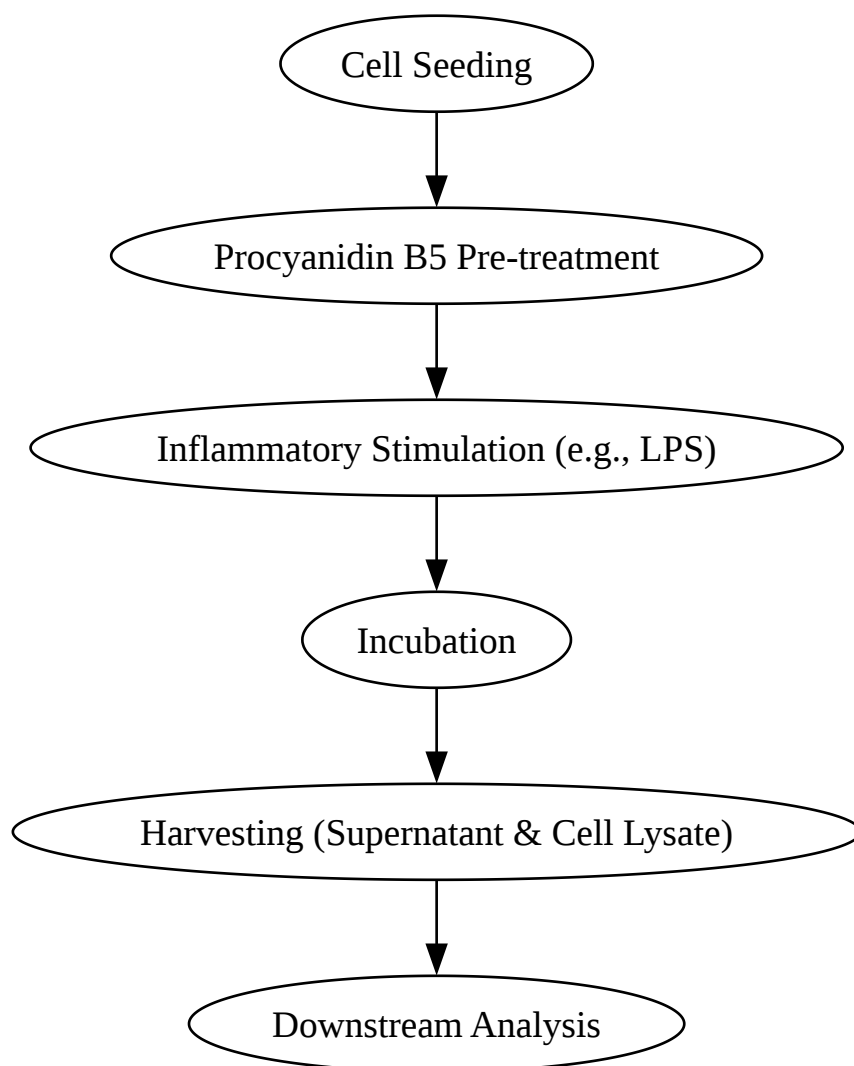 Cell Seeding
Procyanidin B5 Pre-treatment
Inflammatory Stimulation (e.g., LPS)
Incubation
Harvesting (Supernatant & Cell Lysate)
Downstream Analysis